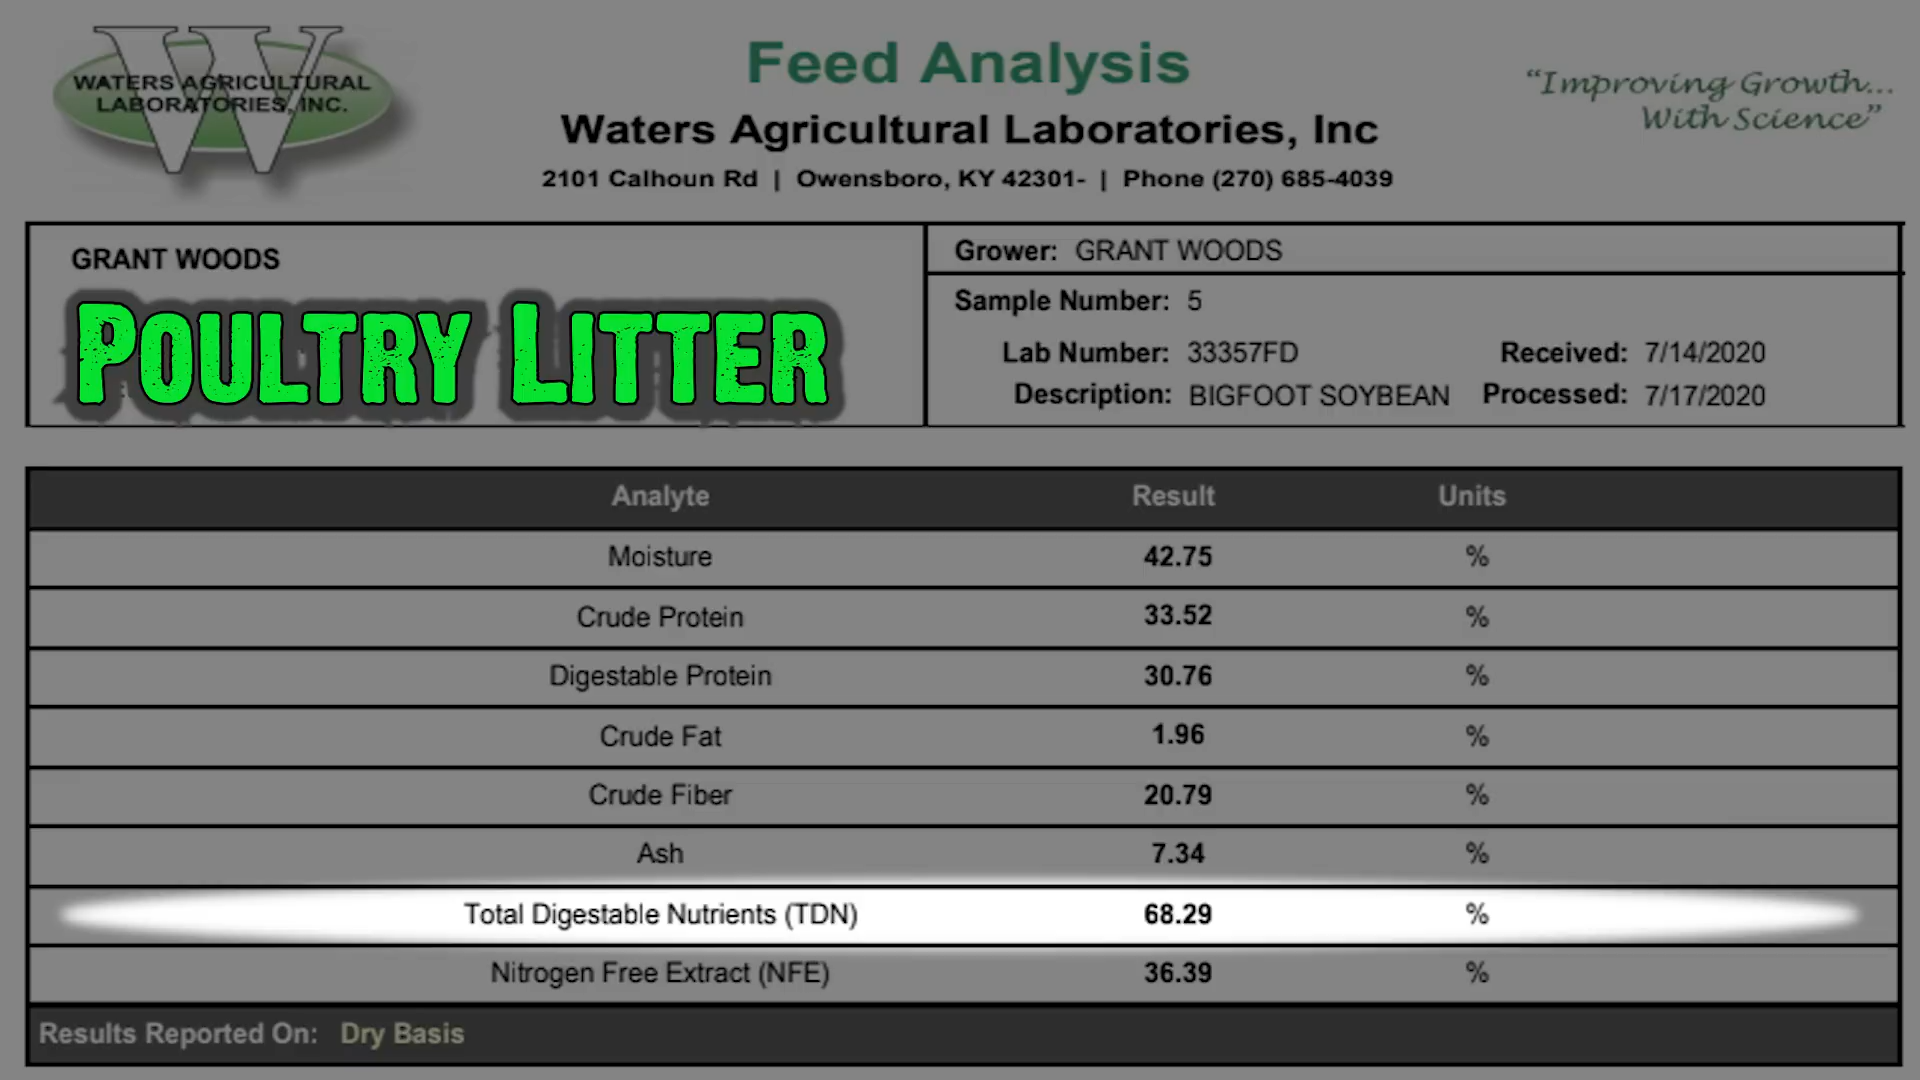 WATERS AGRICULTURAL
LABORATORIES, INC.
Feed Analysis
Waters Agricultural Laboratories, Inc
2101 Calhoun Rd | Owensboro, KY 42301- | Phone (270) 685-4039
“Improving Growth...
With Science”
GRANT WOODS
POULTRY LITTER
Grower: GRANT WOODS
Sample Number: 5
Lab Number: 33357FD Received: 7/14/2020
Description: BIGFOOT SOYBEAN Processed: 7/17/2020
Analyte Result Units
Moisture 42.75 %
Crude Protein 33.52 %
Digestable Protein 30.76 %
Crude Fat 1.96 %
Crude Fiber 20.79 %
Ash 7.34 %
Total Digestable Nutrients (TDN) 68.29 %
Nitrogen Free Extract (NFE) 36.39 %
Results Reported On: Dry Basis